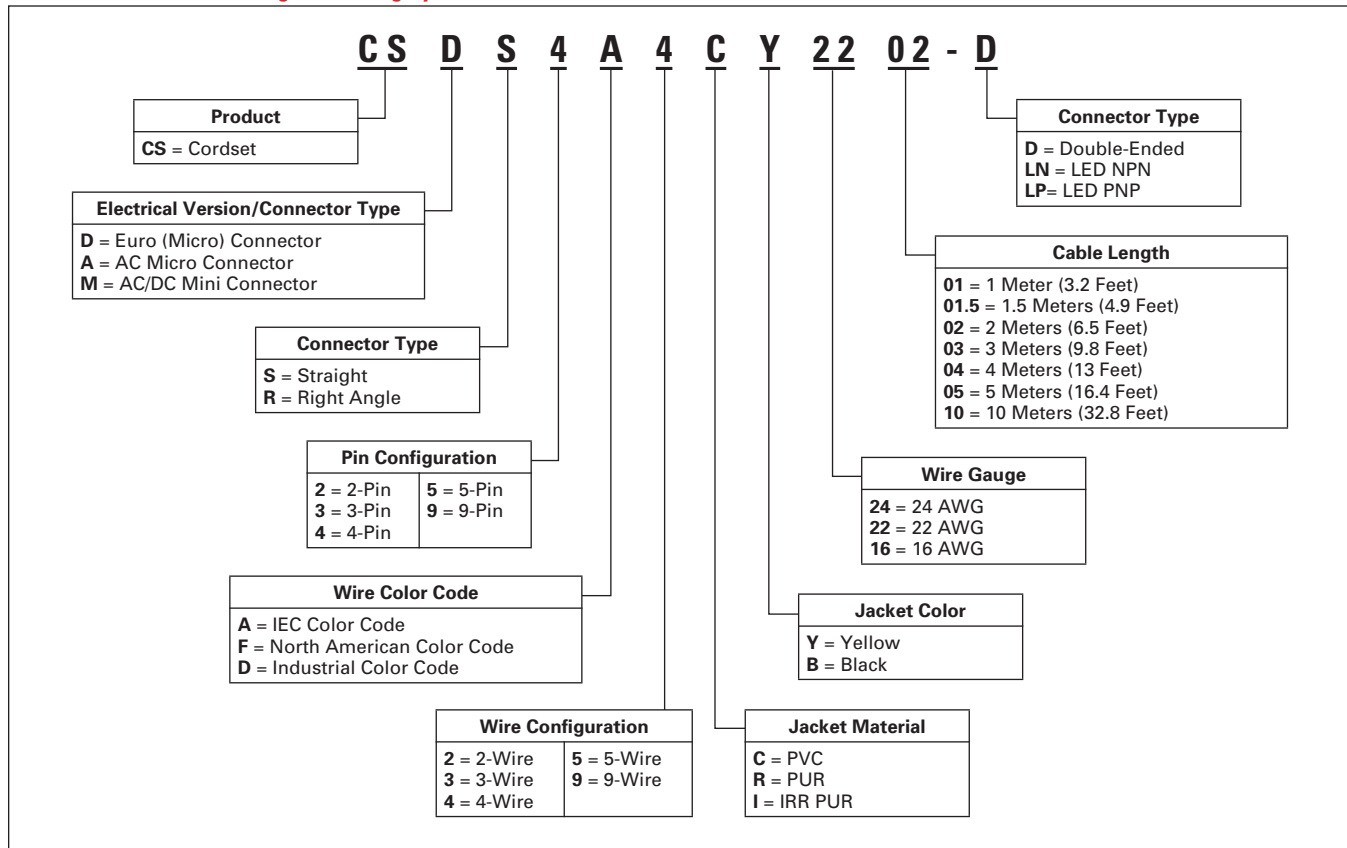 CS D S 4 A 4 C Y 22 02 - D
Product
CS = Cordset
Electrical Version/Connector Type
D = Euro (Micro) Connector
A = AC Micro Connector
M = AC/DC Mini Connector
Connector Type
S = Straight
R = Right Angle
Pin Configuration
2 = 2-Pin
3 = 3-Pin
4 = 4-Pin
5 = 5-Pin
9 = 9-Pin
Wire Color Code
A = IEC Color Code
F = North American Color Code
D = Industrial Color Code
Wire Configuration
2 = 2-Wire
3 = 3-Wire
4 = 4-Wire
5 = 5-Wire
9 = 9-Wire
Jacket Material
C = PVC
R = PUR
I = IRR PUR
Jacket Color
Y = Yellow
B = Black
Wire Gauge
24 = 24 AWG
22 = 22 AWG
16 = 16 AWG
Cable Length
01 = 1 Meter (3.2 Feet)
01.5 = 1.5 Meters (4.9 Feet)
02 = 2 Meters (6.5 Feet)
03 = 3 Meters (9.8 Feet)
04 = 4 Meters (13 Feet)
05 = 5 Meters (16.4 Feet)
10 = 10 Meters (32.8 Feet)
Connector Type
D = Double-Ended
LN = LED NPN
LP= LED PNP